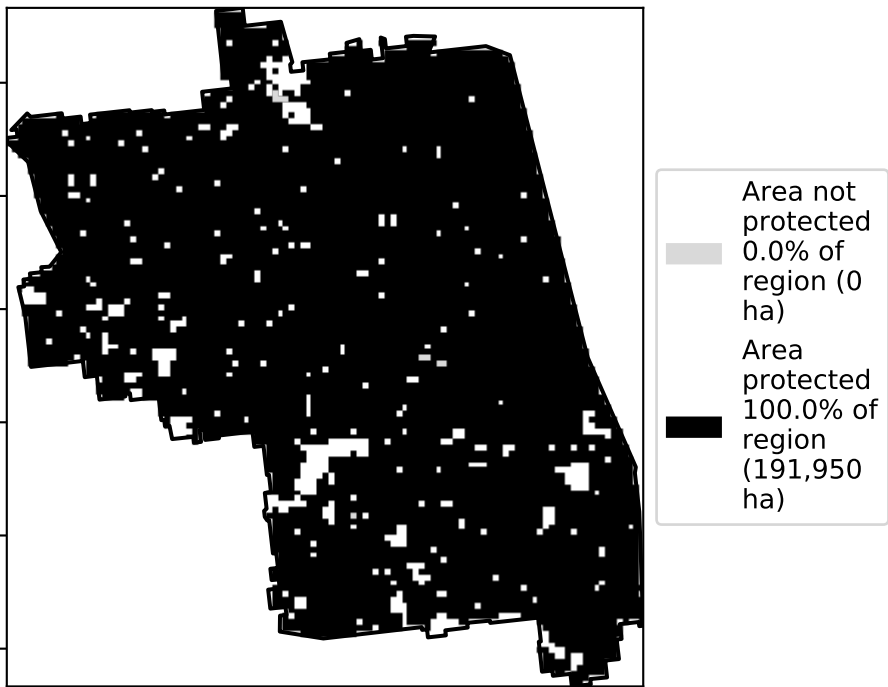 Area not
protected
0.0% of
region (0
ha)
Area
protected
100.0% of
region
(191,950
ha)